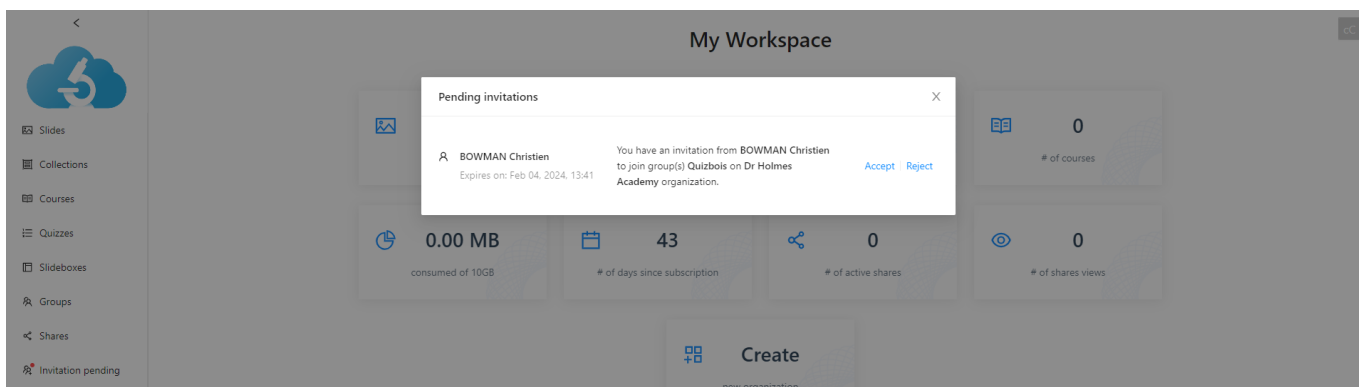 <
My Workspace
cC
Pending invitations
X
Slides
0
# of courses
BOWMAN Christien
Expires on: Feb 04, 2024, 13:41
You have an invitation from BOWMAN Christien
to join group(s) Quizbois on Dr Holmes
Academy organization.
Accept
Reject
Collections
Courses
Quizzes
Slideboxes
Groups
Shares
Invitation pending
0.00 MB
consumed of 10GB
43
# of days since subscription
0
# of active shares
0
# of shares views
Create
new organization